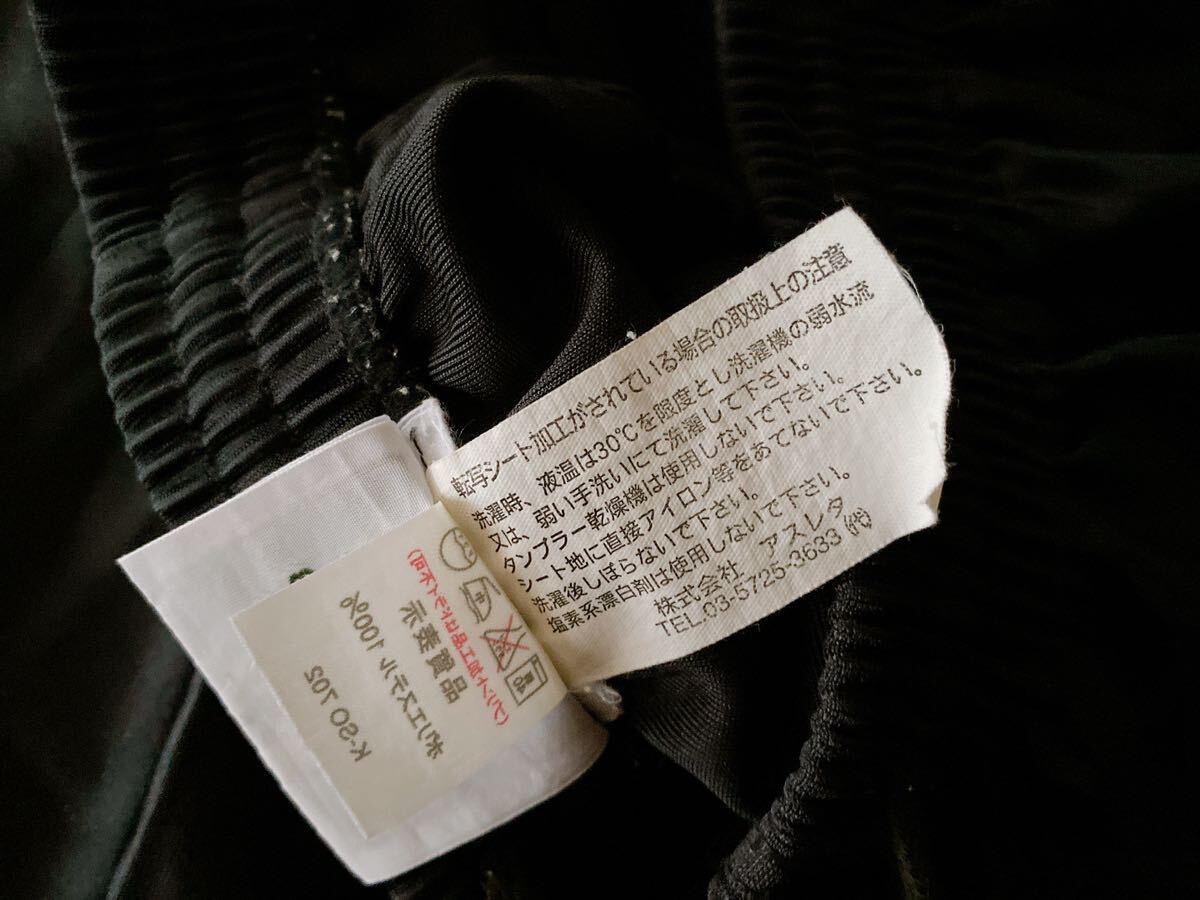 転写シート加工がされている場合の取扱上の注意
洗濯時、液温は30℃を限度とし洗濯機の弱水流
又は、弱い手洗いにて洗濯して下さい。
タンブラー乾燥機は使用しないで下さい。
シート地に直接アイロン等をあてないで下さい。
洗濯後しぼらないで下さい。
塩素系漂白剤は使用しないで下さい。
株式会社 アスレタ
TEL.03-5725-3633 ㈹
品質表示
ポリエステル 100%
K-SO 702